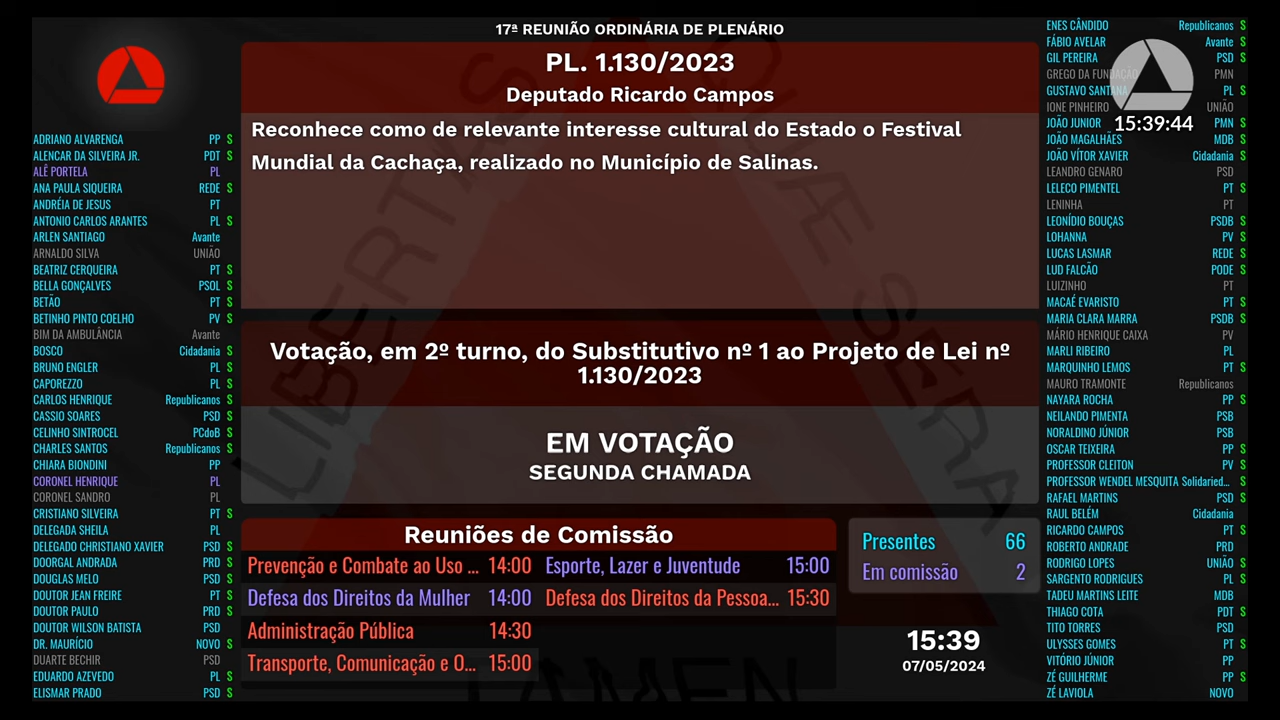 17ª REUNIÃO ORDINÁRIA DE PLENÁRIO
PL. 1.130/2023
Deputado Ricardo Campos
Reconhece como de relevante interesse cultural do Estado o Festival
Mundial da Cachaça, realizado no Município de Salinas.
Votação, em 2º turno, do Substitutivo nº 1 ao Projeto de Lei nº
1.130/2023
EM VOTAÇÃO
SEGUNDA CHAMADA
Reuniões de Comissão
Prevenção e Combate ao Uso ... 14:00 Esporte, Lazer e Juventude 15:00
Defesa dos Direitos da Mulher 14:00 Defesa dos Direitos da Pessoa... 15:30
Administração Pública 14:30
Transporte, Comunicação e O... 15:00
Presentes 66
Em comissão 2
15:39
07/05/2024
ADRIANO ALVARENGA PP S
ALENCAR DA SILVEIRA JR. PDT S
ALÊ PORTELA PL
ANA PAULA SIQUEIRA REDE S
ANDRÉIA DE JESUS PT
ANTONIO CARLOS ARANTES PL S
ARLEN SANTIAGO Avante
ARNALDO SILVA UNIÃO
BEATRIZ CERQUEIRA PT S
BELLA GONÇALVES PSOL S
BETÃO PT S
BETINHO PINTO COELHO PV S
BIM DA AMBULÂNCIA Avante
BOSCO Cidadania S
BRUNO ENGLER PL S
CAPOREZZO PL S
CARLOS HENRIQUE Republicanos S
CASSIO SOARES PSD S
CELINHO SINTROCEL PCdoB S
CHARLES SANTOS Republicanos S
CHIARA BIONDINI PP
CORONEL HENRIQUE PL
CORONEL SANDRO PL
CRISTIANO SILVEIRA PT S
DELEGADA SHEILA PL
DELEGADO CHRISTIANO XAVIER PSD S
DOORGAL ANDRADA PRD S
DOUGLAS MELO PSD S
DOUTOR JEAN FREIRE PT S
DOUTOR PAULO PRD S
DOUTOR WILSON BATISTA PSD
DR. MAURÍCIO NOVO S
DUARTE BECHIR PSD
EDUARDO AZEVEDO PL S
ELISMAR PRADO PSD S
ENES CÂNDIDO Republicanos S
FÁBIO AVELAR Avante S
GIL PEREIRA PSD S
GREGO DA FUNDAÇÃO PMN
GUSTAVO SANTANA PL S
IONE PINHEIRO UNIÃO
JOÃO JUNIOR PMN S
JOÃO MAGALHÃES MDB S
JOÃO VÍTOR XAVIER Cidadania S
LEANDRO GENARO PSD
LELECO PIMENTEL PT S
LENINHA PT
LEONÍDIO BOUÇAS PSDB S
LOHANNA PV S
LUCAS LASMAR REDE S
LUD FALCÃO PODE S
LUIZINHO PT
MACAÉ EVARISTO PT S
MARIA CLARA MARRA PSDB S
MÁRIO HENRIQUE CAIXA PV
MARLI RIBEIRO PL
MARQUINHO LEMOS PT S
MAURO TRAMONTE Republicanos
NAYARA ROCHA PP S
NEILANDO PIMENTA PSB
NORALDINO JÚNIOR PSB
OSCAR TEIXEIRA PP S
PROFESSOR CLEITON PV S
PROFESSOR WENDEL MESQUITA Solidaried... S
RAFAEL MARTINS PSD S
RAUL BELÉM Cidadania
RICARDO CAMPOS PT S
ROBERTO ANDRADE PRD
RODRIGO LOPES UNIÃO S
SARGENTO RODRIGUES PL S
TADEU MARTINS LEITE MDB
THIAGO COTA PDT S
TITO TORRES PSD
ULYSSES GOMES PT S
VITÓRIO JÚNIOR PP
ZÉ GUILHERME PP S
ZÉ LAVIOLA NOVO
15:39:44
LIBERTAS
QUÆ SERA
TAMEN